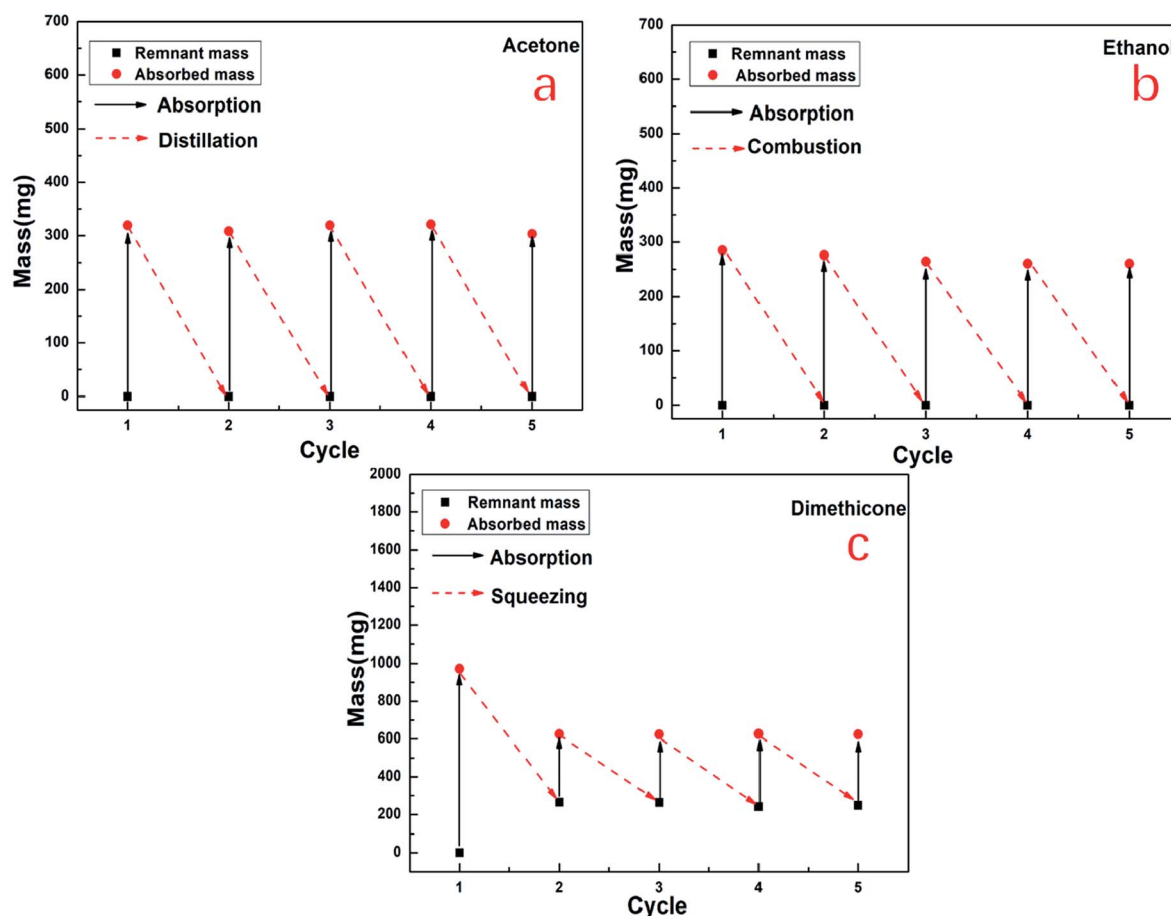 700
600
500
400
300
200
100
0
Mass(mg)
Remnant mass
Absorbed mass
Absorption
Distillation
Acetone
a
1 2 3 4 5
Cycle
700
600
500
400
300
200
100
0
Mass(mg)
Remnant mass
Absorbed mass
Absorption
Combustion
Ethanol
b
1 2 3 4 5
Cycle
2000
1800
1600
1400
1200
1000
800
600
400
200
0
Mass(mg)
Remnant mass
Absorbed mass
Absorption
Squeezing
Dimethicone
c
1 2 3 4 5
Cycle